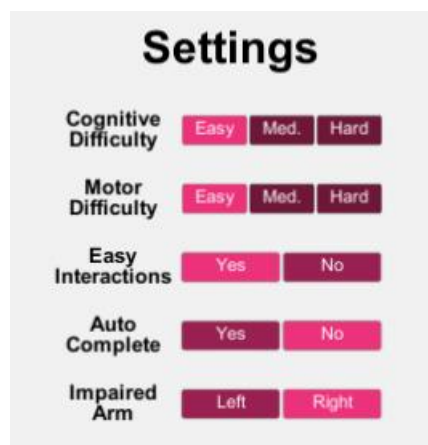 Settings
Cognitive
Difficulty
Easy Med. Hard
Motor
Difficulty
Easy Med. Hard
Easy
Interactions
Yes No
Auto
Complete
Yes No
Impaired
Arm
Left Right